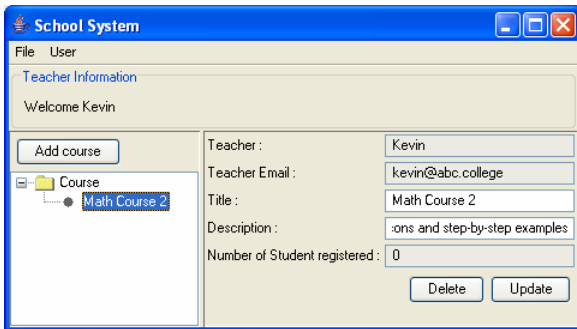 School System
File User
Teacher Information
Welcome Kevin
Add course
Course
Math Course 2
Teacher : Kevin
Teacher Email : kevin@abc.college
Title : Math Course 2
Description : and step-by-step examples
Number of Student registered : 0
Delete Update